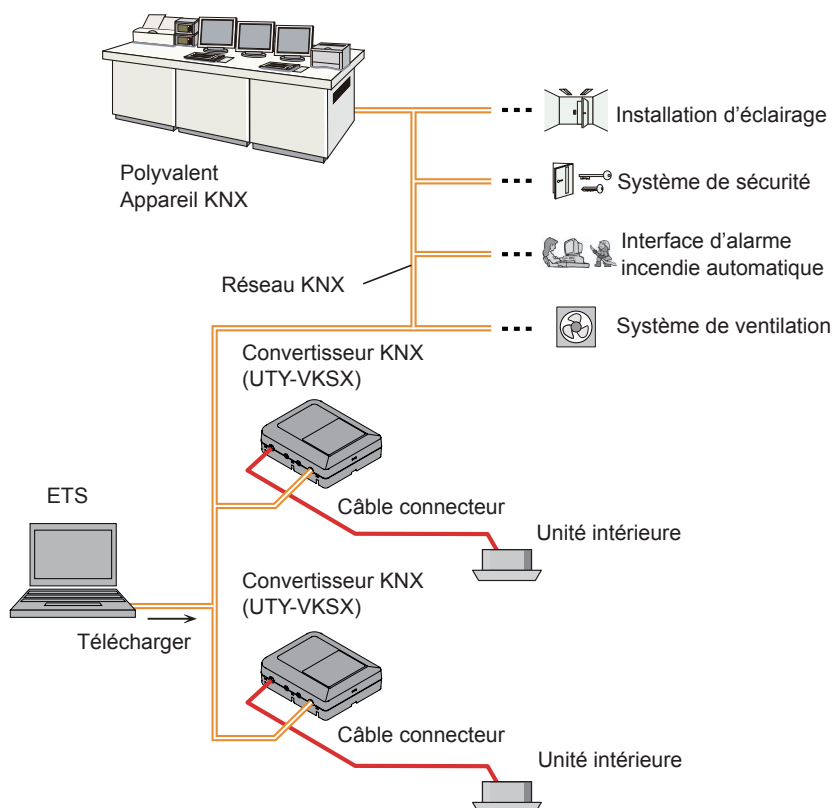 Polyvalent
Appareil KNX
Installation d'éclairage
Système de sécurité
Interface d'alarme
incendie automatique
Réseau KNX
Système de ventilation
Convertisseur KNX
(UTY-VKSX)
ETS
Câble connecteur
Unité intérieure
Convertisseur KNX
(UTY-VKSX)
Télécharger
Câble connecteur
Unité intérieure